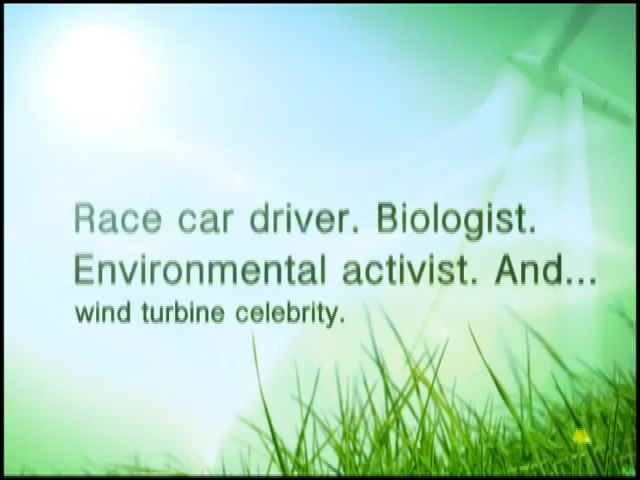 Race car driver. Biologist.
Environmental activist. And...
wind turbine celebrity.